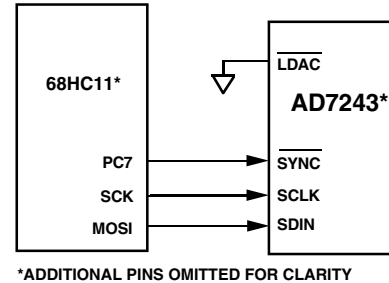 68HC11*
LDAC
AD7243*
PC7
SYNC
SCK
SCLK
MOSI
SDIN
*ADDITIONAL PINS OMITTED FOR CLARITY